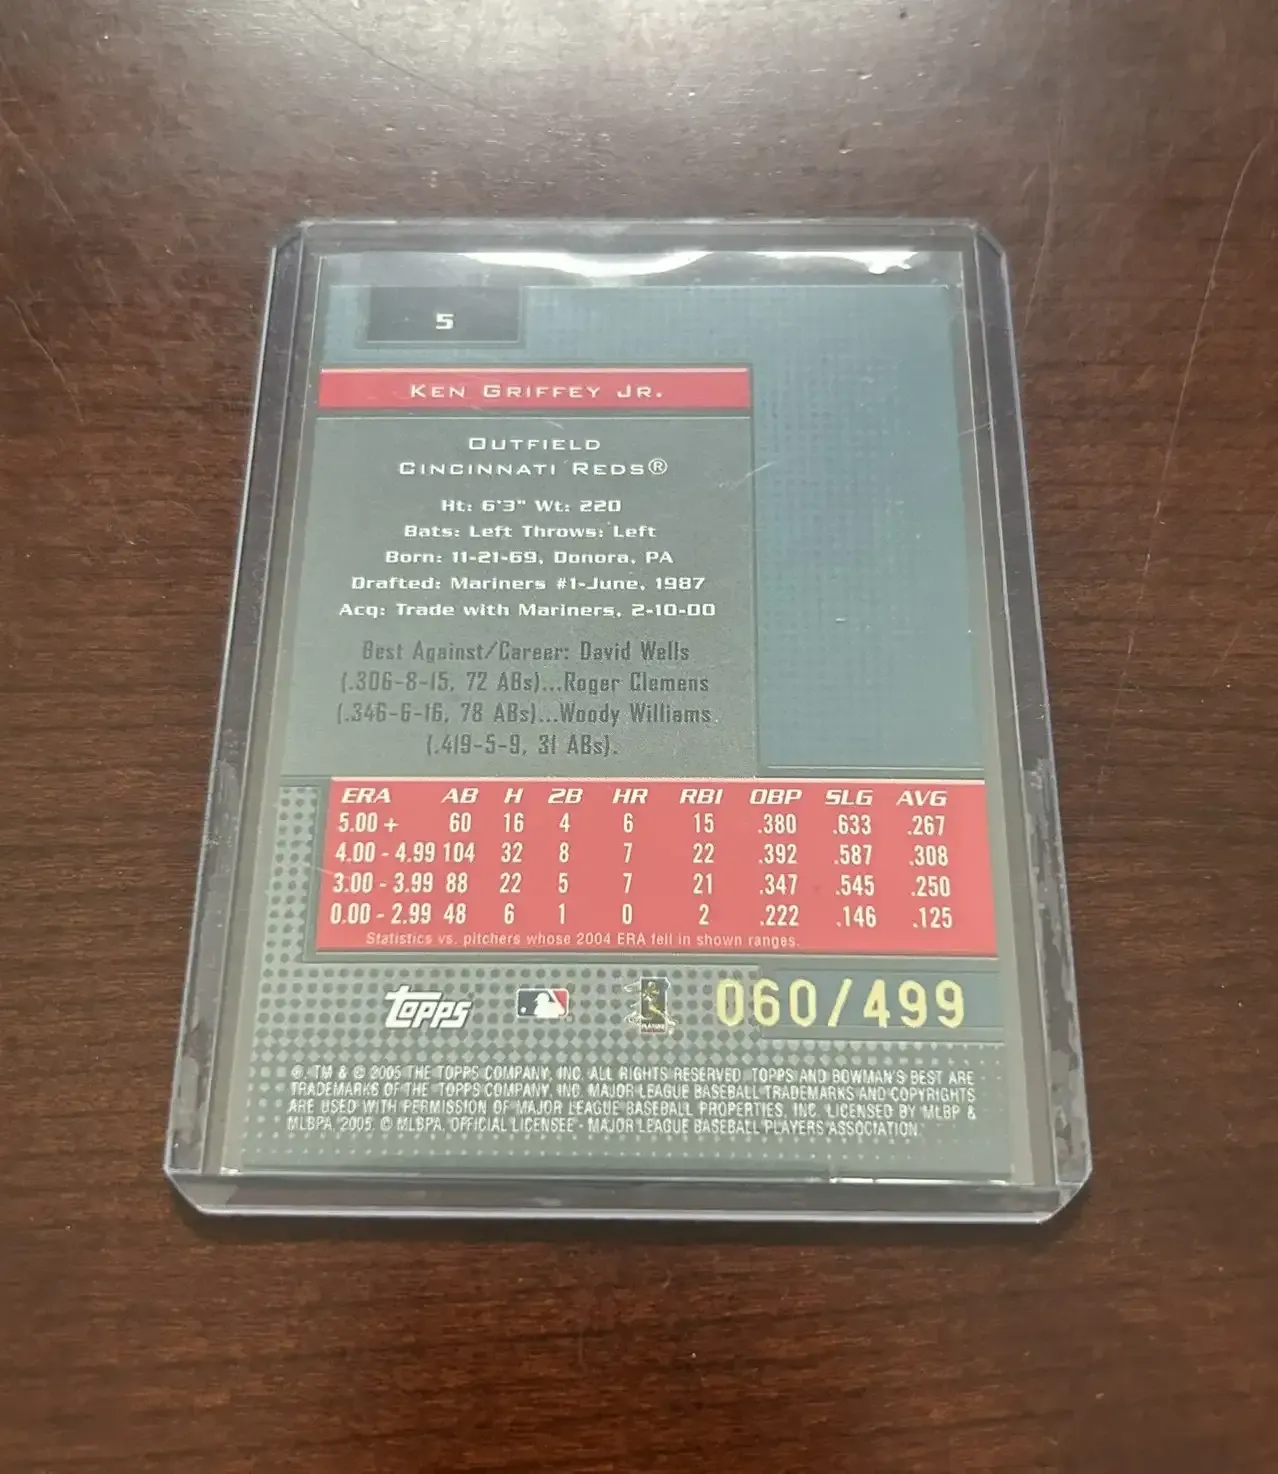 5
KEN GRIFFEY JR.
OUTFIELD
CINCINNATI REDS®
Ht: 6'3" Wt: 220
Bats: Left Throws: Left
Born: 11-21-69, Donora, PA
Drafted: Mariners #1-June, 1987
Acq: Trade with Mariners, 2-10-00
Best Against/Career: David Wells
(.306-8-15, 72 ABs)...Roger Clemens
(.346-6-16, 78 ABs)...Woody Williams
(.419-5-9, 31 ABs).
ERA AB H 2B HR RBI OBP SLG AVG
5.00 + 60 16 4 6 15 .380 .633 .267
4.00 - 4.99 104 32 8 7 22 .392 .587 .308
3.00 - 3.99 88 22 5 7 21 .347 .545 .250
0.00 - 2.99 48 6 1 0 2 .222 .146 .125
Statistics vs. pitchers whose 2004 ERA fell in shown ranges.
topps 060/499
®, TM & © 2005 THE TOPPS COMPANY, INC. ALL RIGHTS RESERVED. TOPPS AND BOWMAN'S BEST ARE
TRADEMARKS OF THE TOPPS COMPANY, INC. MAJOR LEAGUE BASEBALL TRADEMARKS AND COPYRIGHTS
ARE USED WITH PERMISSION OF MAJOR LEAGUE BASEBALL PROPERTIES, INC. LICENSED BY MLBP &
MLBPA, 2005. © MLBPA, OFFICIAL LICENSEE - MAJOR LEAGUE BASEBALL PLAYERS ASSOCIATION.